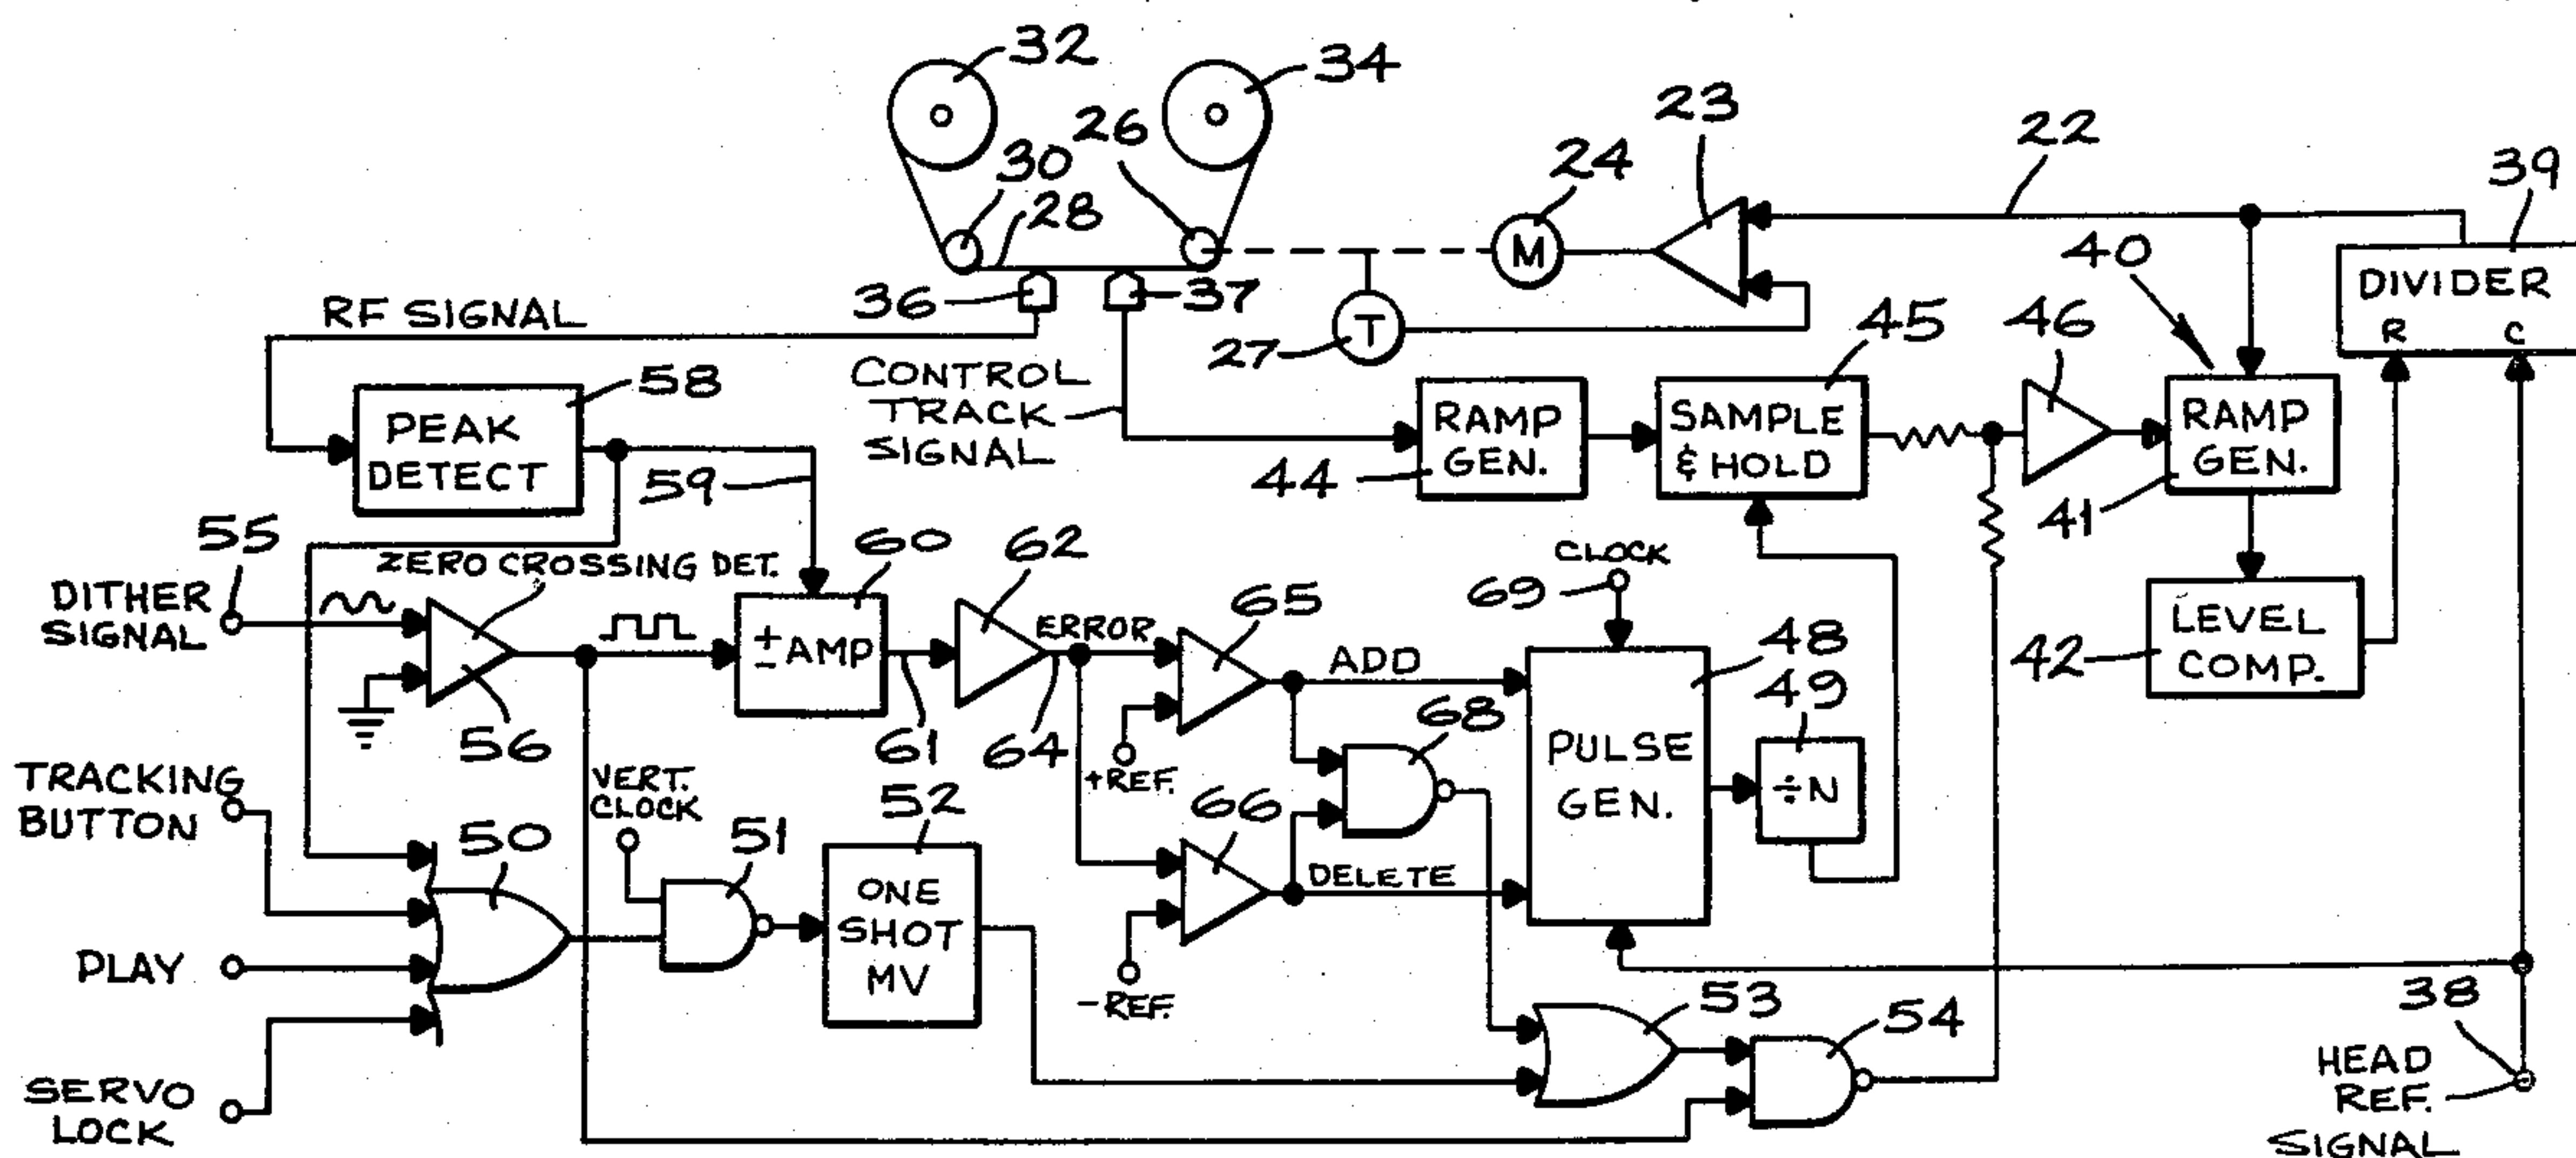 32
34
26
30
28
23
24
22
39
M
40
DIVIDER
R C
36
37
RF SIGNAL
T
27
45
46
58
CONTROL
TRACK
SIGNAL
PEAK
DETECT
59
RAMP
GEN.
44
SAMPLE
& HOLD
RAMP
GEN.
41
55
ZERO CROSSING DET.
60
62
CLOCK
69
DITHER
SIGNAL
± AMP
ERROR
65
ADD
48
49
LEVEL
COMP.
42
56
61
64
+REF.
68
PULSE
GEN.
÷N
TRACKING
BUTTON
VERT.
CLOCK
50
51
52
66
ONE
SHOT
MV
DELETE
PLAY
-REF.
53
54
38
SERVO
LOCK
HEAD
REF.
SIGNAL